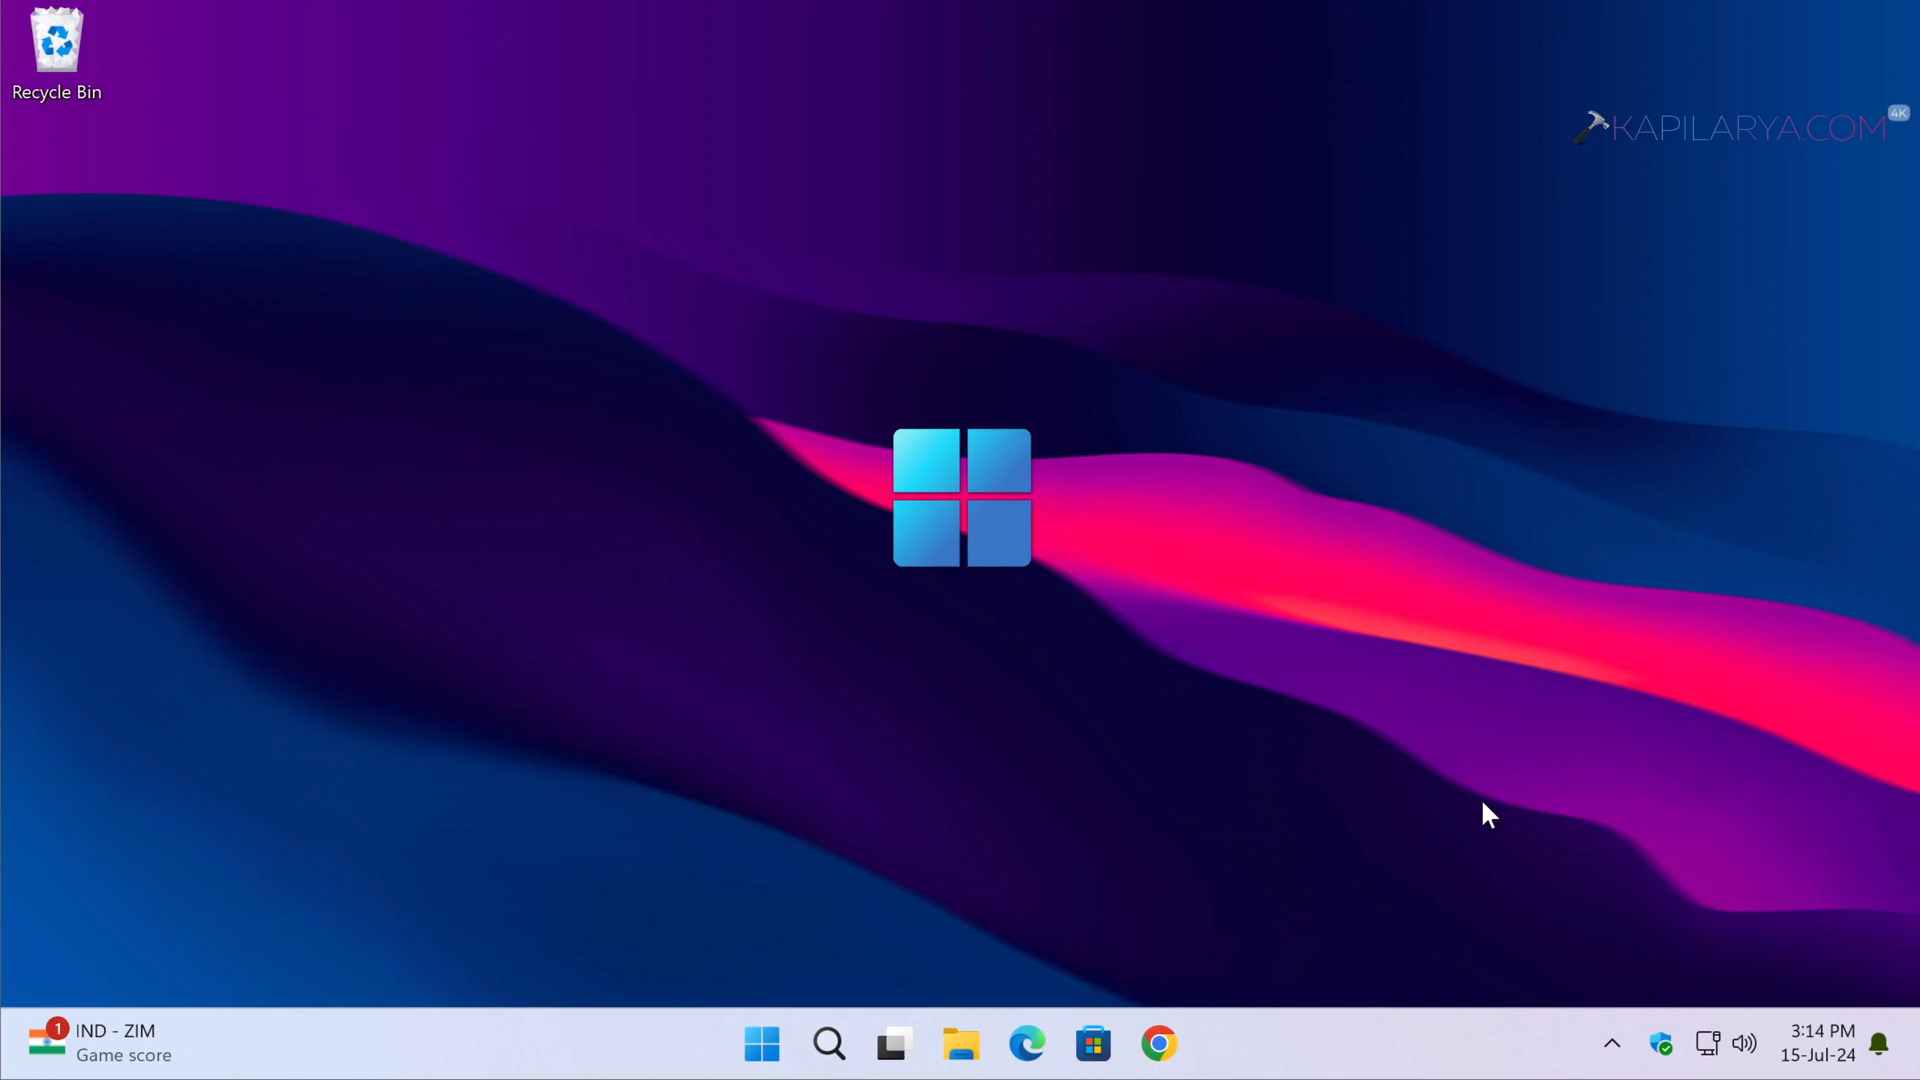 Recycle Bin
KAPILARYA.COM 4K
1
IND - ZIM
Game score
3:14 PM
15-Jul-24